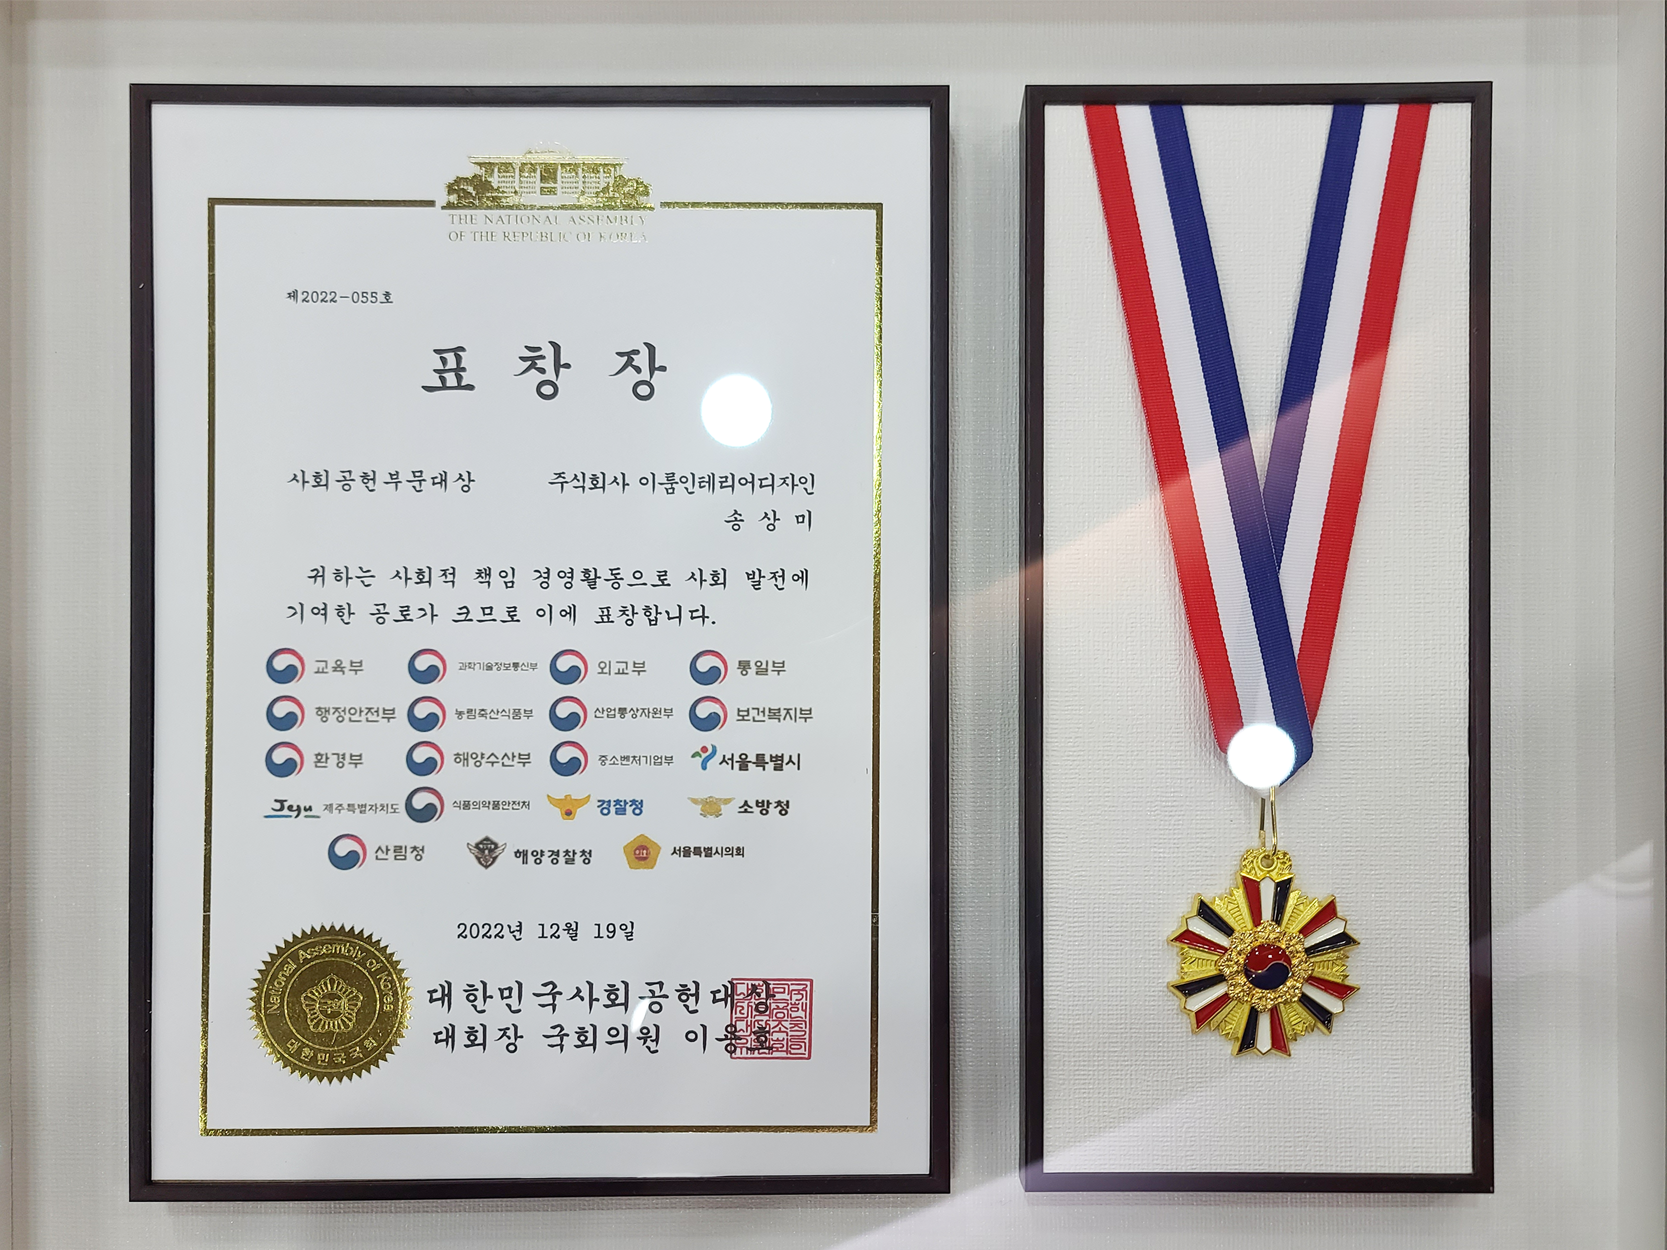 THE NATIONAL ASSEMBLY
OF THE REPUBLIC OF KOREA
제2022-055호
표 창 장
사회공헌부문대상 주식회사 이룸인테리어디자인
송 상 미
귀하는 사회적 책임 경영활동으로 사회 발전에
기여한 공로가 크므로 이에 표창합니다.
교육부 과학기술정보통신부 외교부 통일부
행정안전부 농림축산식품부 산업통상자원부 보건복지부
환경부 해양수산부 중소벤처기업부 서울특별시
Jeju 제주특별자치도 식품의약품안전처 경찰청 소방청
산림청 해양경찰청 서울특별시의회
2022년 12월 19일
National Assembly of Korea
대한민국국회
대한민국사회공헌대상
대회장 국회의원 이용호